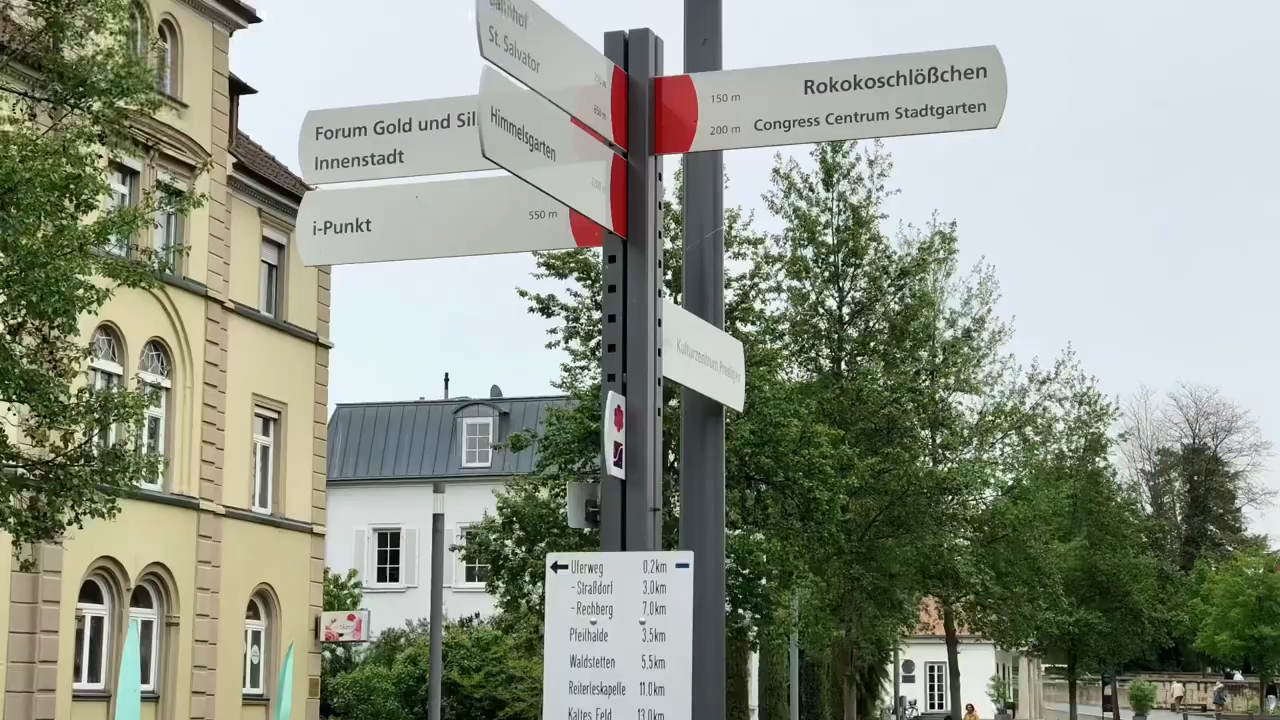 Bahnhof
St. Salvator
Rokokoschlößchen
150 m
200 m Congress Centrum Stadtgarten
Forum Gold und
Innenstadt
Himmelsgarten
i-Punkt 550 m
Kulturzentrum Prediger
Uferweg 0,2km
-Straßdorf 3,0km
-Rechberg 7,0km
Pfeilhalde 3,5km
Waldstetten 5,5km
Reiterleskapelle 11,0km
Kaltes Feld 13,0km